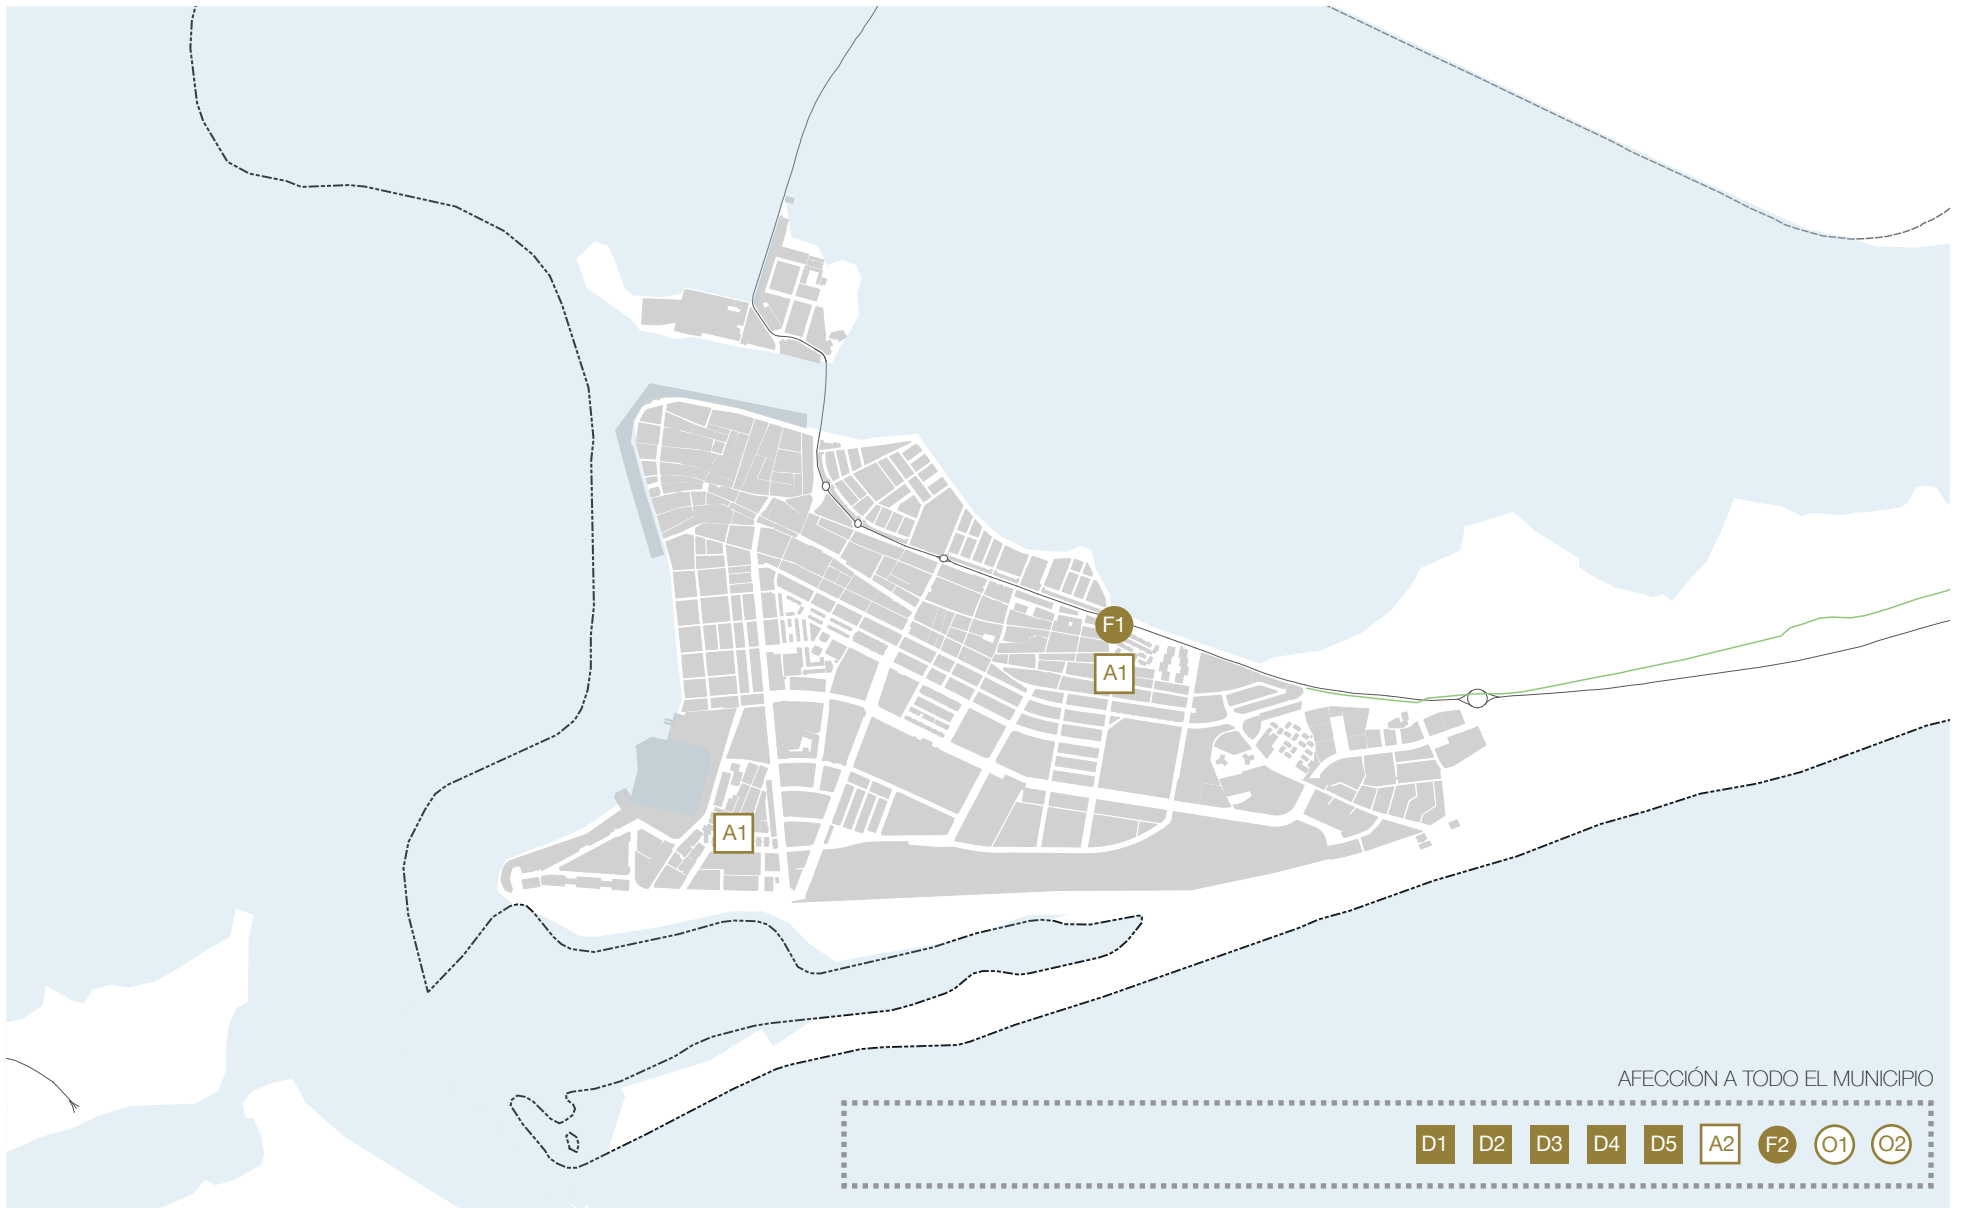 F1
A1
A1
AFECCIÓN A TODO EL MUNICIPIO
D1 D2 D3 D4 D5 A2 F2 O1 O2